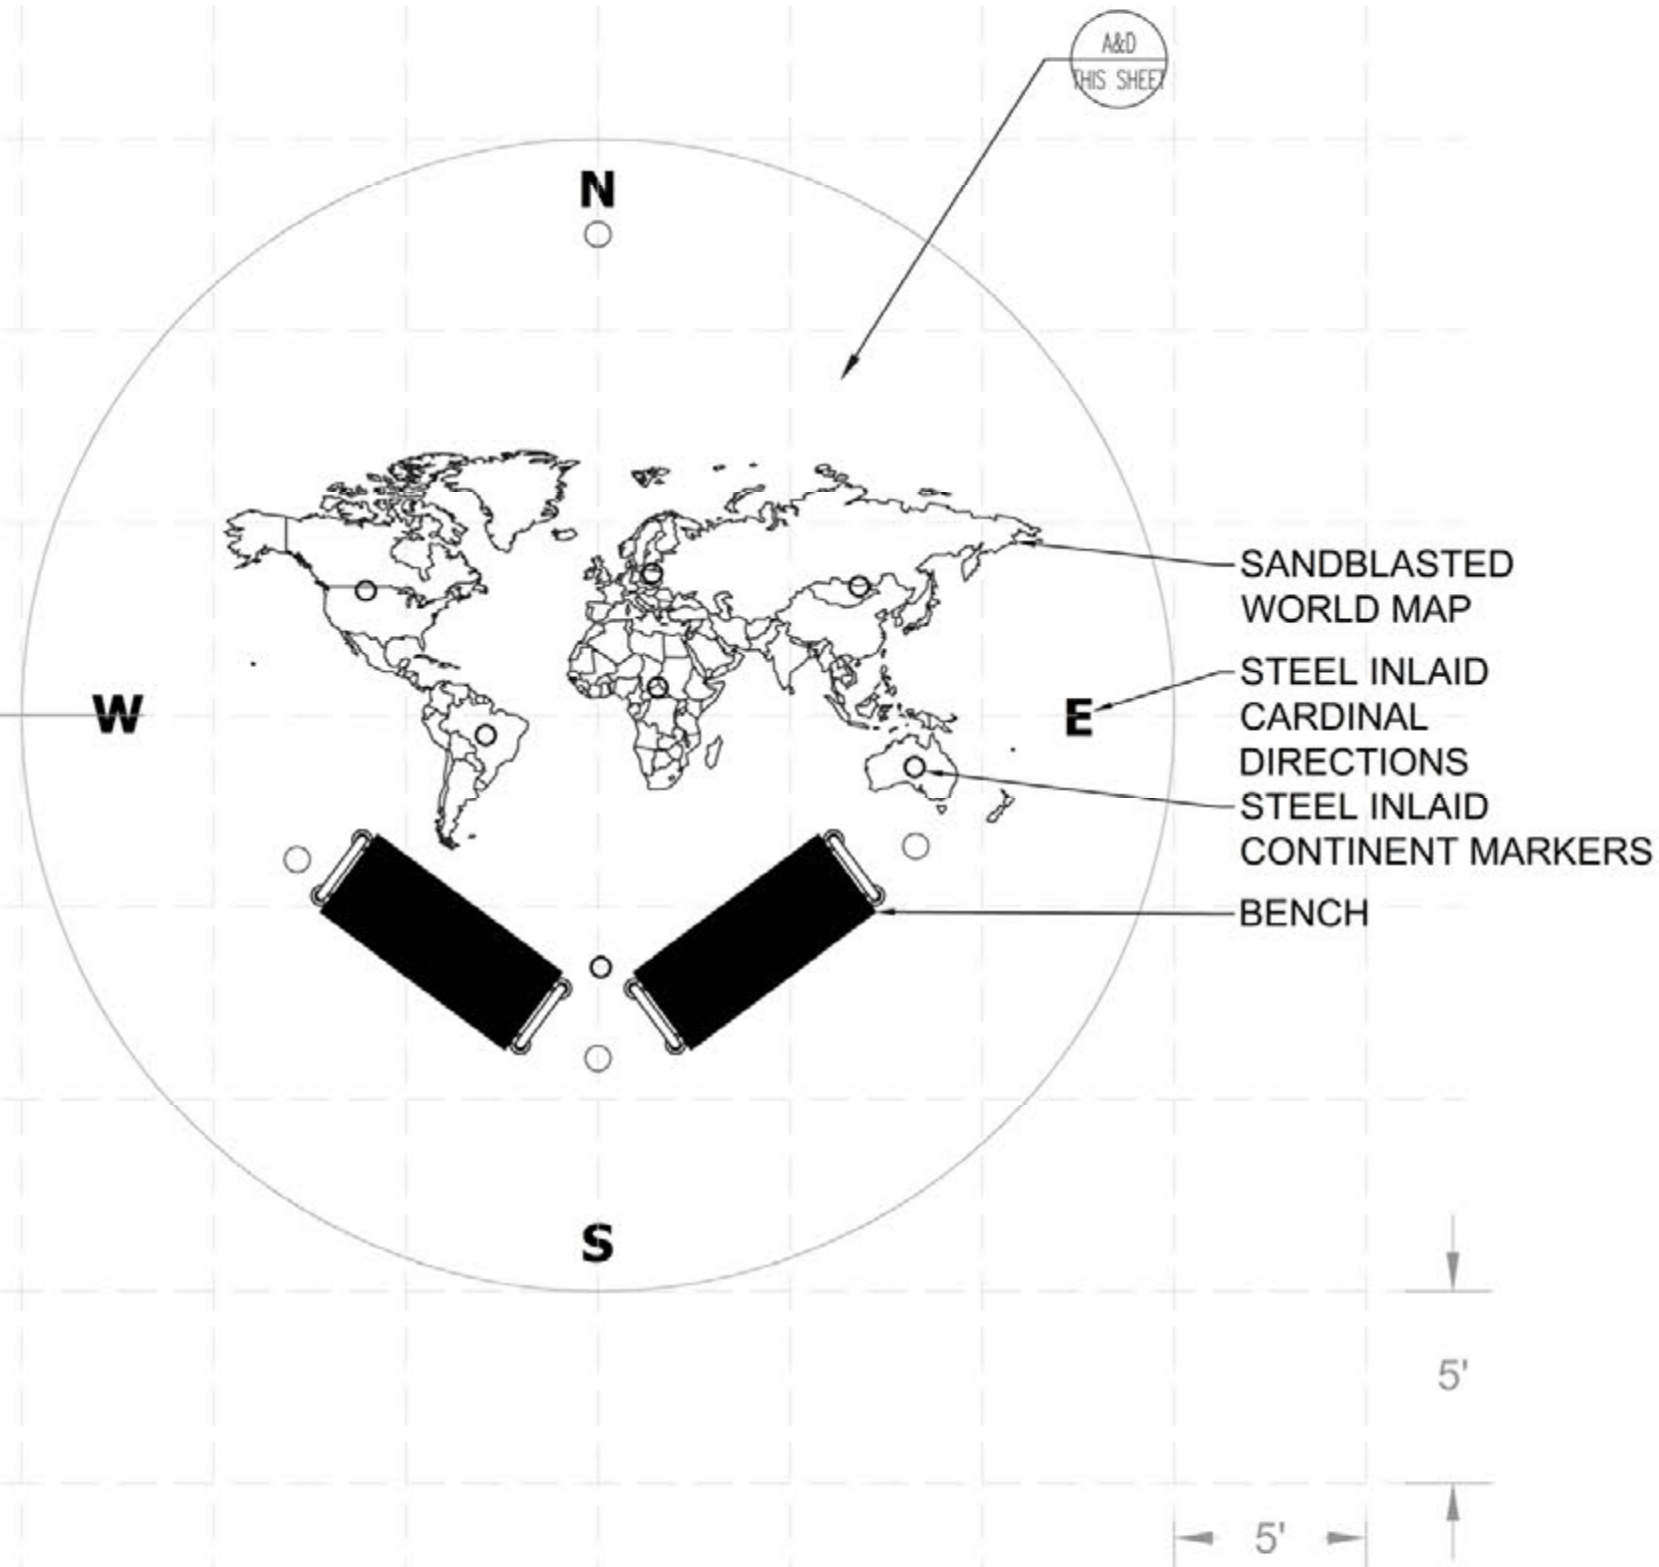 A&D
THIS SHEET
N
SANDBLASTED
WORLD MAP
STEEL INLAID
W
CARDINAL
E
DIRECTIONS
STEEL INLAID
CONTINENT MARKERS
BENCH
S
5'
5'